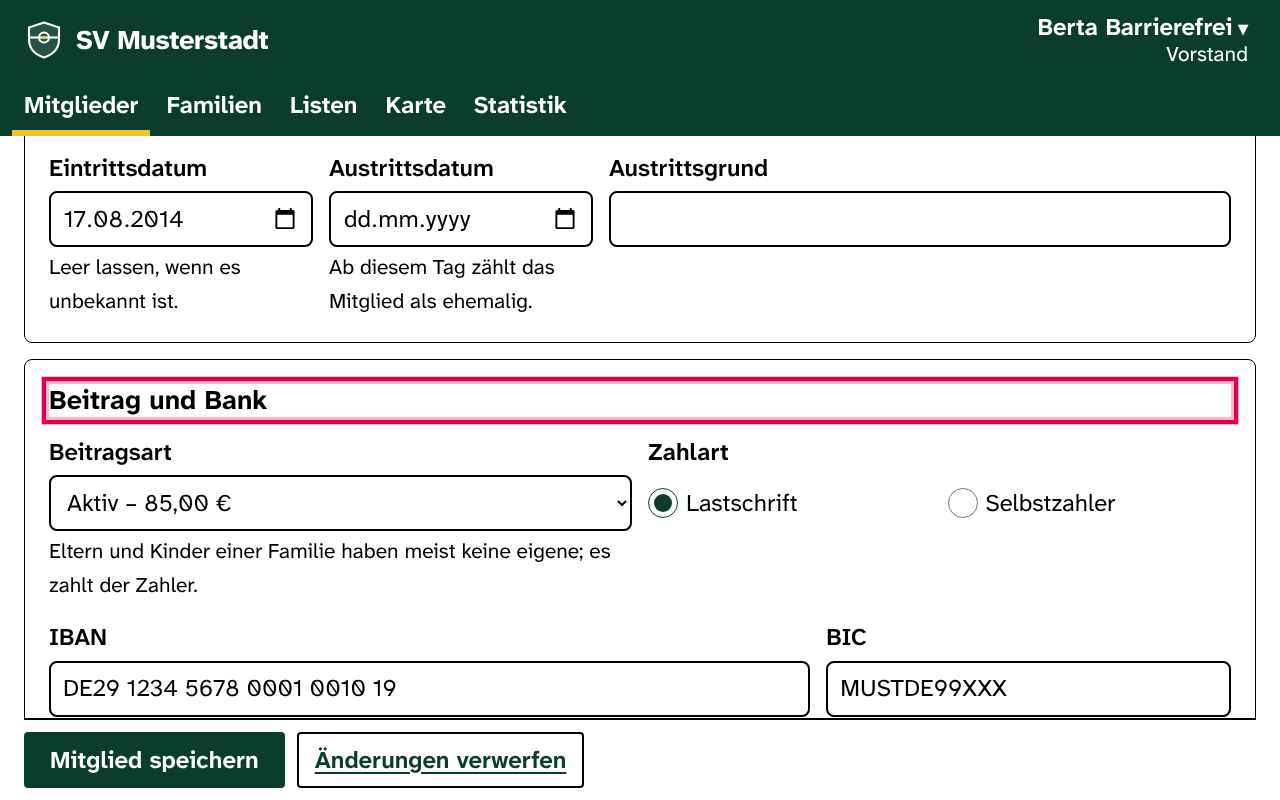 SV Musterstadt
Berta Barrierefrei ▾
Vorstand
Mitglieder Familien Listen Karte Statistik
Eintrittsdatum Austrittsdatum Austrittsgrund
17.08.2014 dd.mm.yyyy
Leer lassen, wenn es
unbekannt ist.
Ab diesem Tag zählt das
Mitglied als ehemalig.
Beitrag und Bank
Beitragsart Zahlart
Aktiv – 85,00 € Lastschrift Selbstzahler
Eltern und Kinder einer Familie haben meist keine eigene; es
zahlt der Zahler.
IBAN BIC
DE29 1234 5678 0001 0010 19 MUSTDE99XXX
Mitglied speichern Änderungen verwerfen